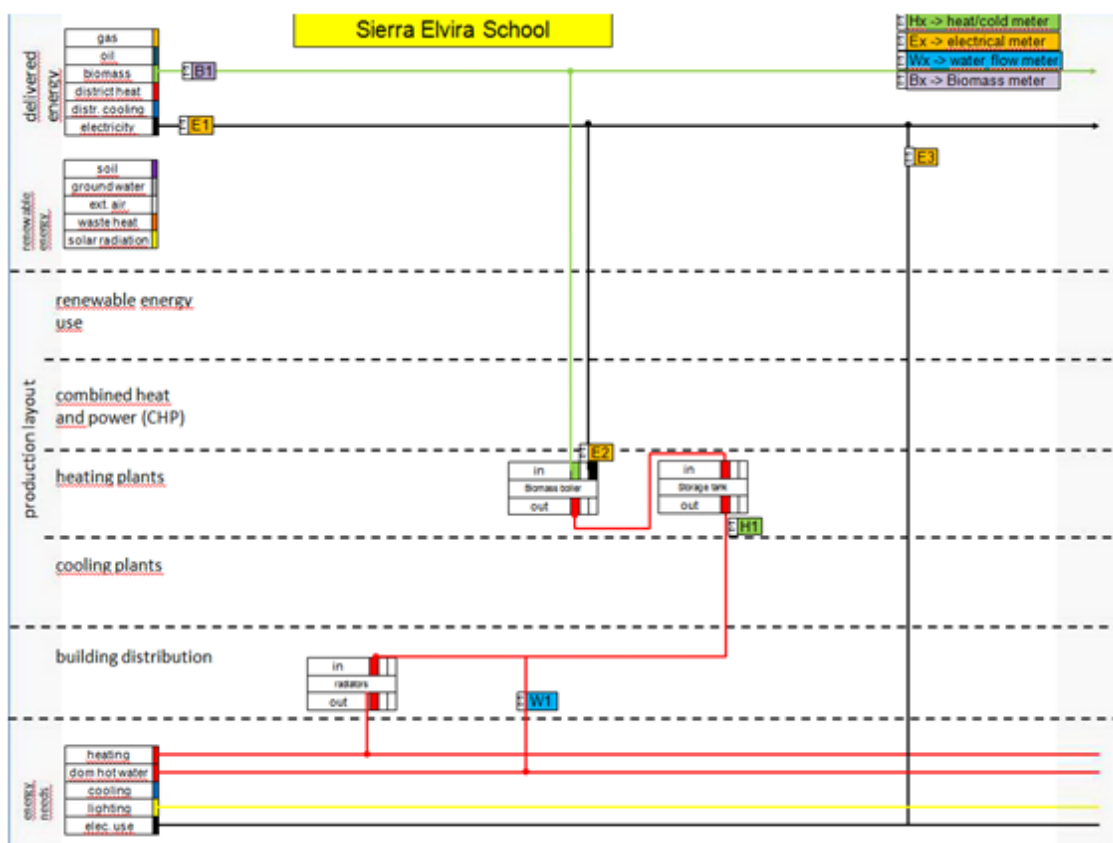 Sierra Elvira School
Hx -> heat/cold meter
Ex -> electrical meter
Wx -> water flow meter
Bx -> Biomass meter
delivered
energy
gas
oil
biomass
district heat
distr. cooling
electricity
B1
E1
E3
renewable
energy
soil
ground water
ext. air
waste heat
solar radiation
production layout
renewable energy
use
combined heat
and power (CHP)
heating plants
E2
in
Biomass boiler
out
in
Storage tank
out
H1
cooling plants
building distribution
in
radiators
out
W1
energy
needs
heating
dom hot water
cooling
lighting
elec. use